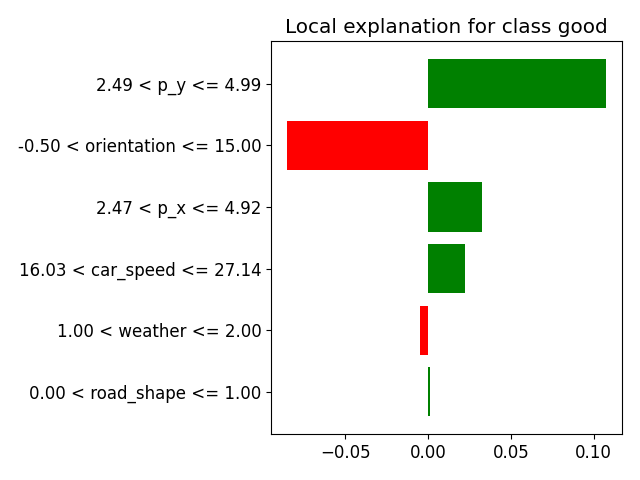 Local explanation for class good
2.49 < p_y <= 4.99
-0.50 < orientation <= 15.00
2.47 < p_x <= 4.92
16.03 < car_speed <= 27.14
1.00 < weather <= 2.00
0.00 < road_shape <= 1.00
−0.05 0.00 0.05 0.10